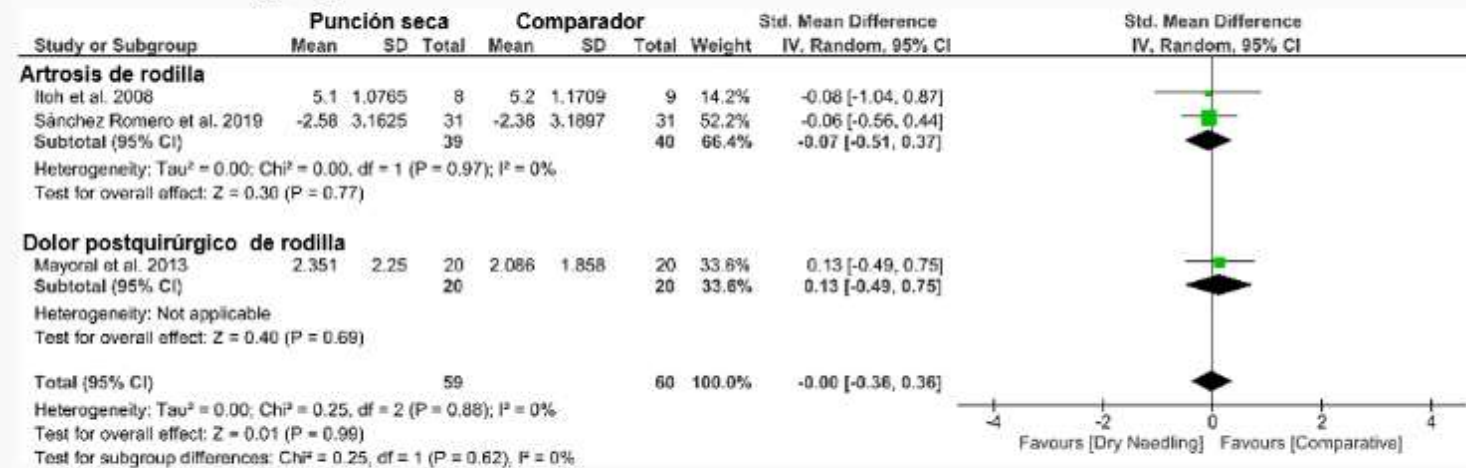 Punción seca Comparador Std. Mean Difference Std. Mean Difference
Study or Subgroup Mean SD Total Mean SD Total Weight IV, Random, 95% CI IV, Random, 95% CI
Artrosis de rodilla
Itoh et al. 2008 5.1 1.0765 8 5.2 1.1709 9 14.2% -0.08 [-1.04, 0.87]
Sánchez Romero et al. 2019 -2.58 3.1625 31 -2.38 3.1897 31 52.2% -0.06 [-0.56, 0.44]
Subtotal (95% CI) 39 40 66.4% -0.07 [-0.51, 0.37]
Heterogeneity: Tau² = 0.00; Chi² = 0.00, df = 1 (P = 0.97); I² = 0%
Test for overall effect: Z = 0.30 (P = 0.77)
Dolor postquirúrgico de rodilla
Mayoral et al. 2013 2.351 2.25 20 2.086 1.858 20 33.6% 0.13 [-0.49, 0.75]
Subtotal (95% CI) 20 20 33.6% 0.13 [-0.49, 0.75]
Heterogeneity: Not applicable
Test for overall effect: Z = 0.40 (P = 0.69)
Total (95% CI) 59 60 100.0% -0.00 [-0.36, 0.36]
Heterogeneity: Tau² = 0.00; Chi² = 0.25, df = 2 (P = 0.88); I² = 0%
Test for overall effect: Z = 0.01 (P = 0.99)
Test for subgroup differences: Chi² = 0.25, df = 1 (P = 0.62), I² = 0%
-4 -2 0 2 4
Favours [Dry Needling] Favours [Comparative]